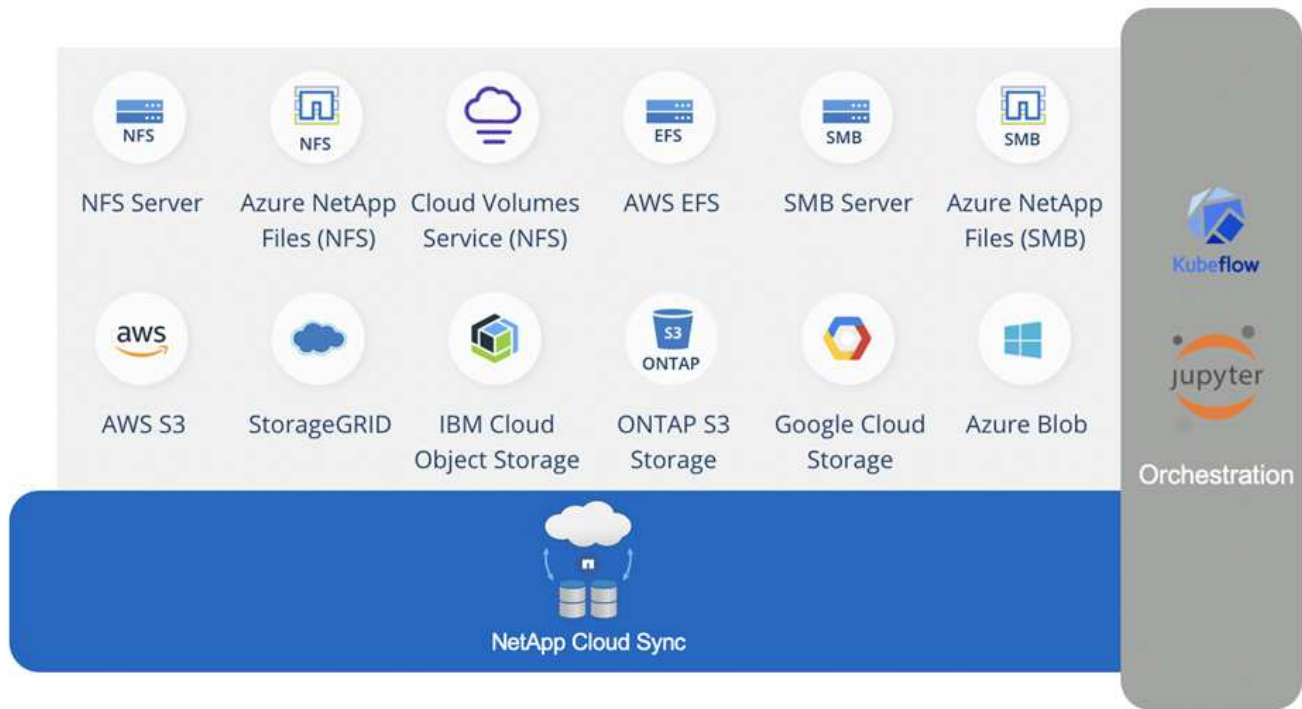 NFS
NFS
EFS
SMB
SMB
NFS Server
Azure NetApp
Files (NFS)
Cloud Volumes
Service (NFS)
AWS EFS
SMB Server
Azure NetApp
Files (SMB)
aws
S3
ONTAP
AWS S3
StorageGRID
IBM Cloud
Object Storage
ONTAP S3
Storage
Google Cloud
Storage
Azure Blob
NetApp Cloud Sync
Kubeflow
jupyter
Orchestration